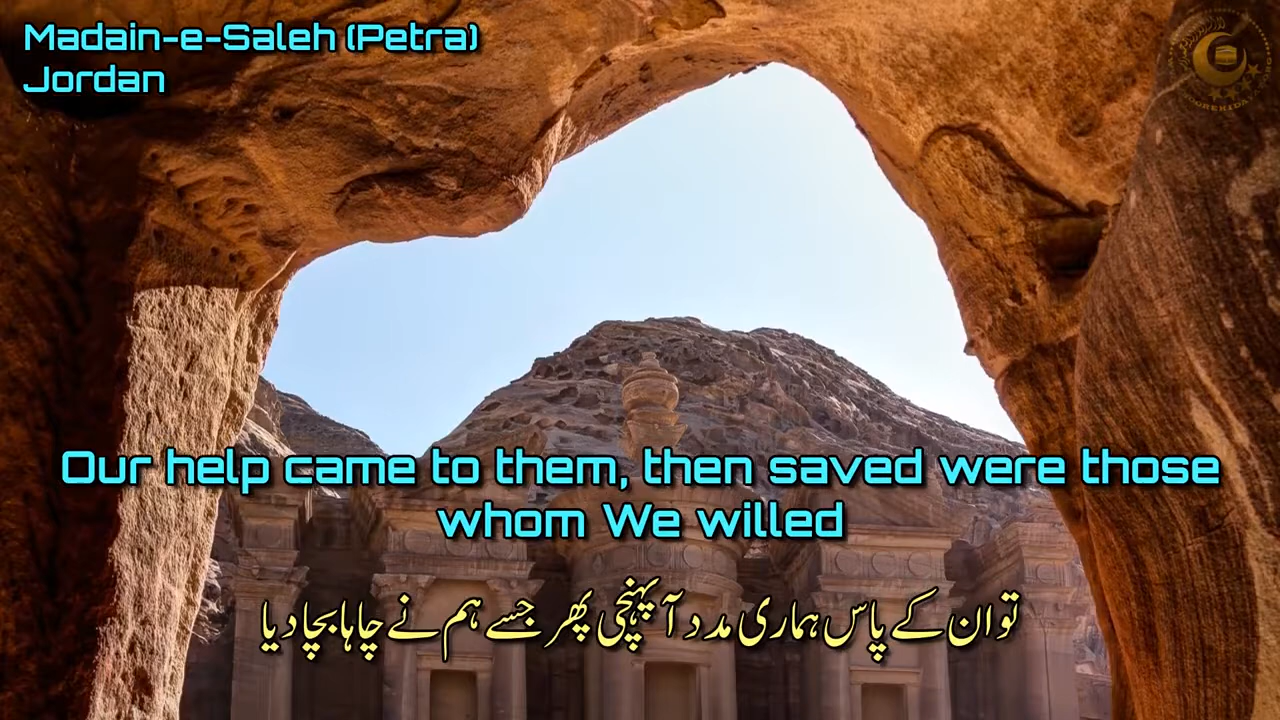 Madain-e-Saleh (Petra)
Jordan
Our help came to them, then saved were those
whom We willed
تو ان کے پاس ہماری مدد آ پہنچی پھر جسے ہم نے چاہا بچا دیا